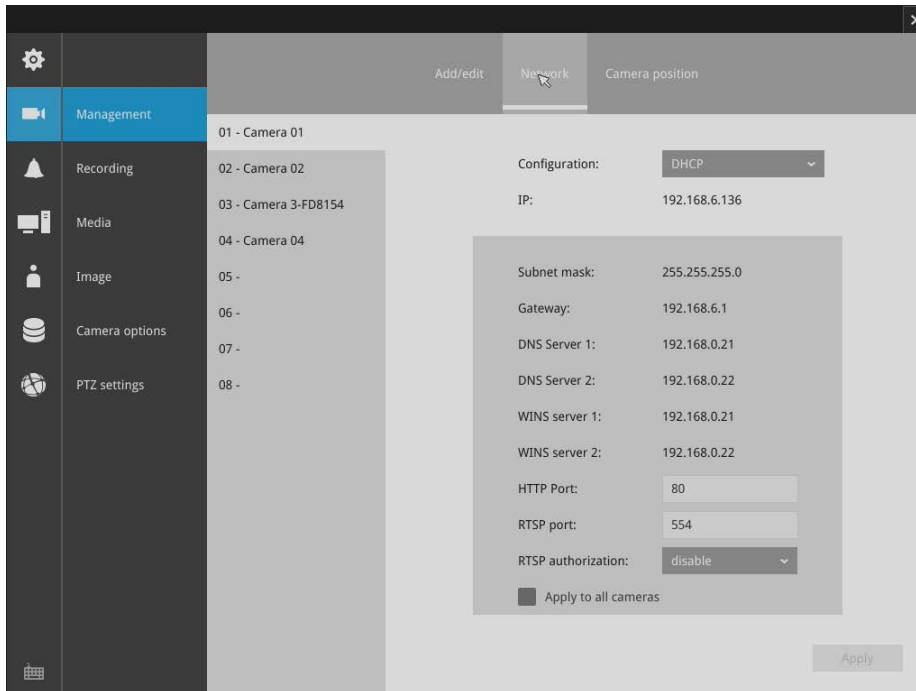 Add/edit
Network
Camera position
Management
Recording
Media
Image
Camera options
PTZ settings
01 - Camera 01
02 - Camera 02
03 - Camera 3-FD8154
04 - Camera 04
05 -
06 -
07 -
08 -
Configuration: DHCP
IP: 192.168.6.136
Subnet mask: 255.255.255.0
Gateway: 192.168.6.1
DNS Server 1: 192.168.0.21
DNS Server 2: 192.168.0.22
WINS server 1: 192.168.0.21
WINS server 2: 192.168.0.22
HTTP Port: 80
RTSP port: 554
RTSP authorization: disable
Apply to all cameras
Apply